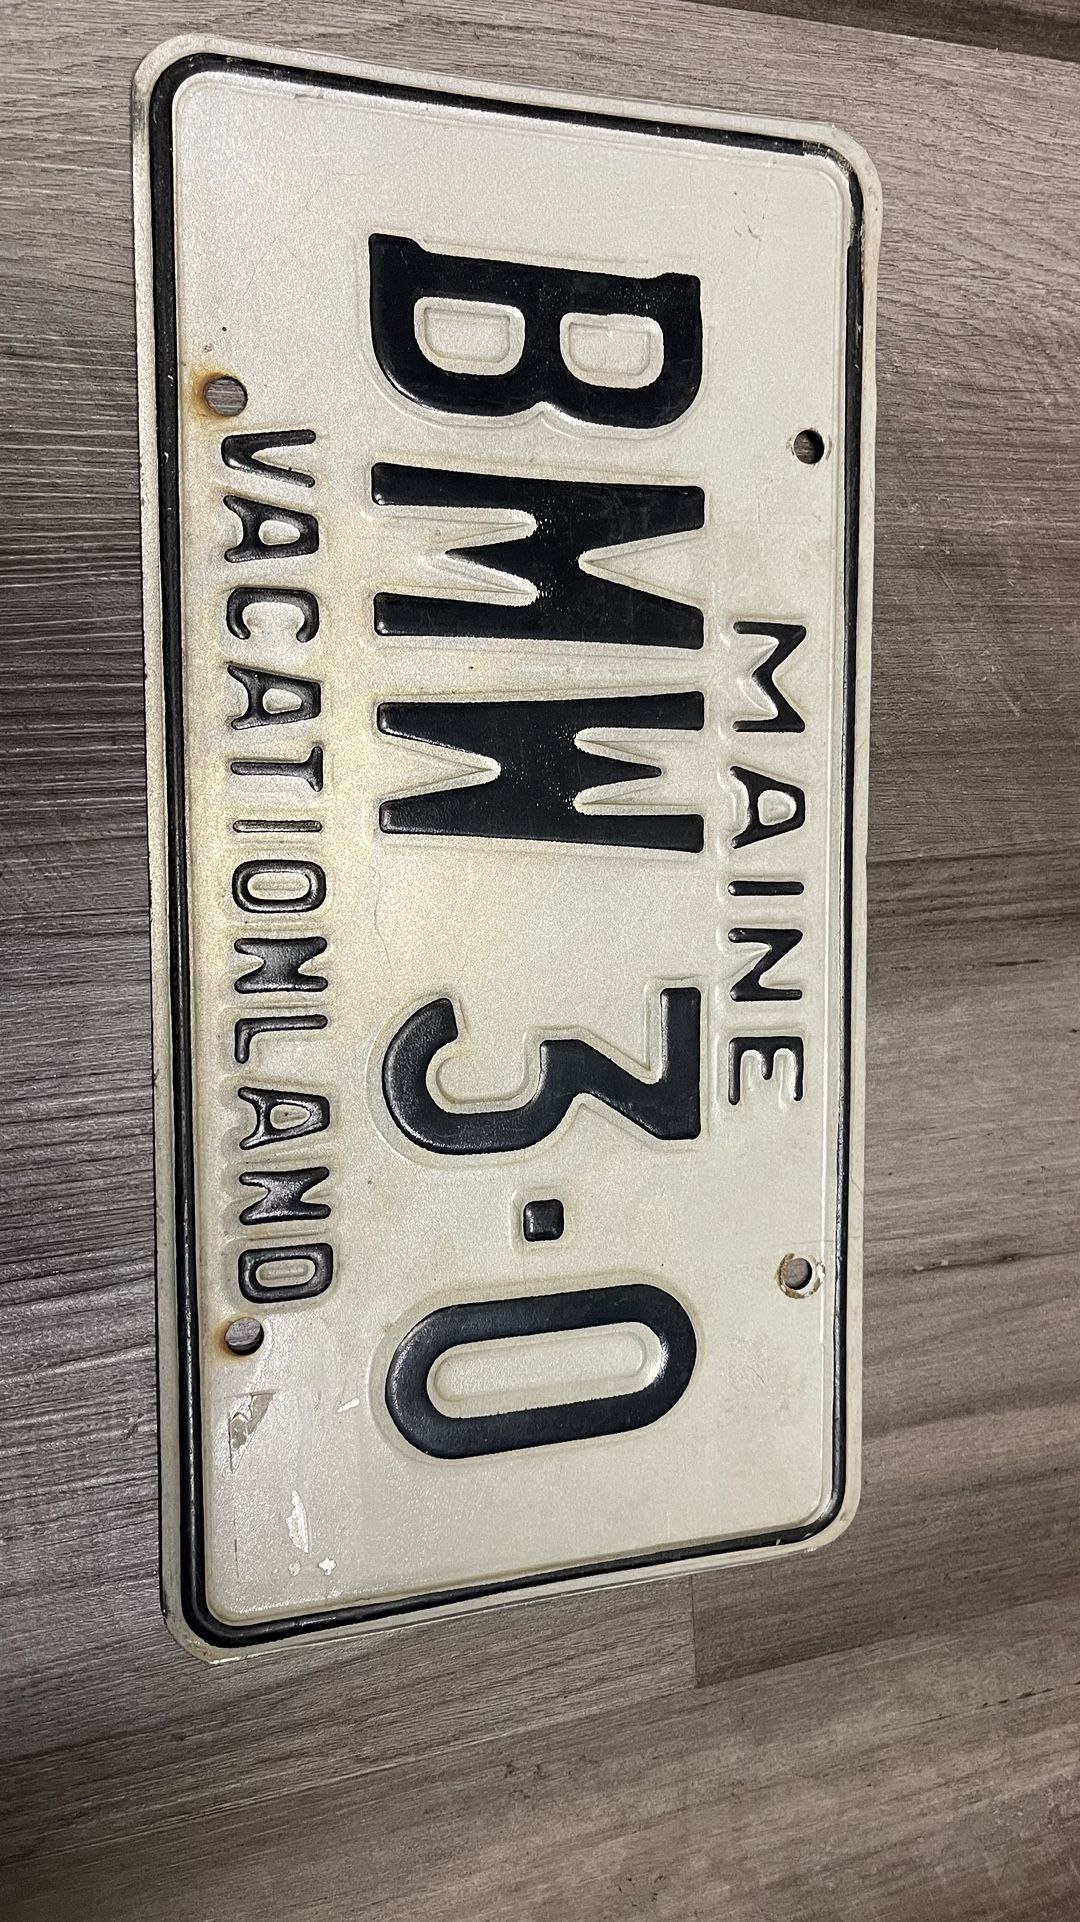 MAINE
BMW 3·0
VACATIONLAND